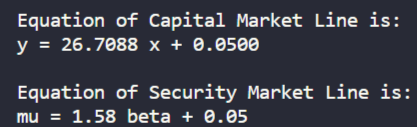 Equation of Capital Market Line is:
y = 26.7088 x + 0.0500
Equation of Security Market Line is:
mu = 1.58 beta + 0.05